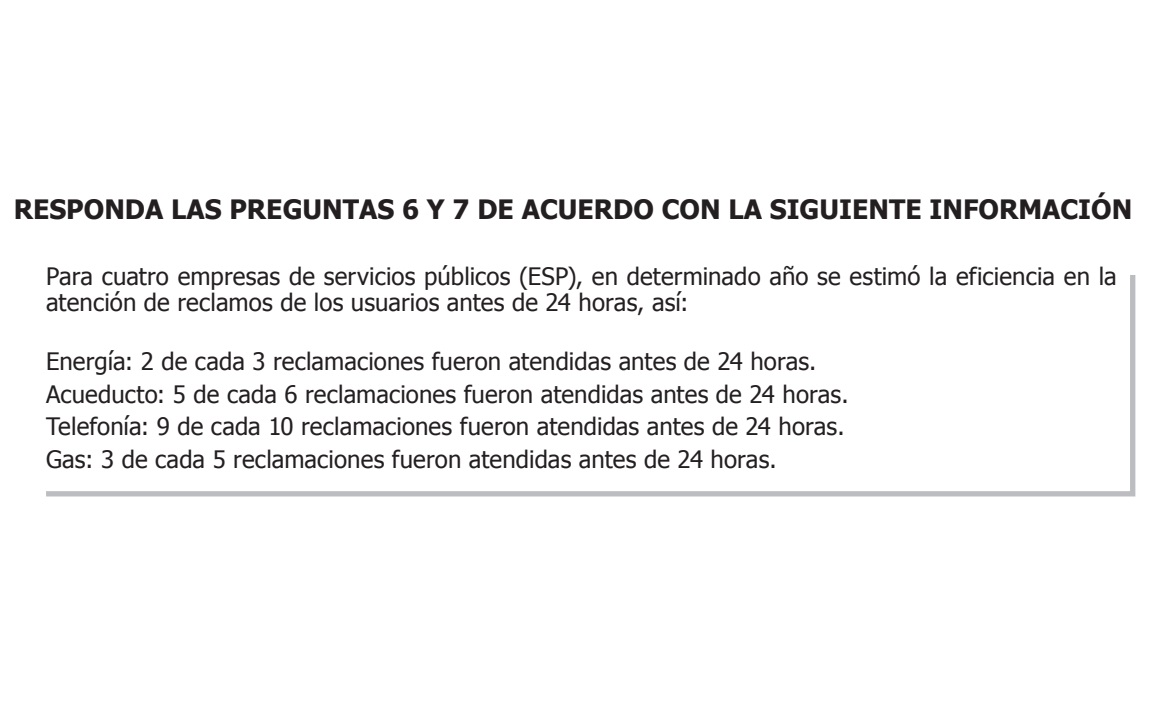 RESPONDA LAS PREGUNTAS 6 Y 7 DE ACUERDO CON LA SIGUIENTE INFORMACIÓN
Para cuatro empresas de servicios públicos (ESP), en determinado año se estimó la eficiencia en la
atención de reclamos de los usuarios antes de 24 horas, así:
Energía: 2 de cada 3 reclamaciones fueron atendidas antes de 24 horas.
Acueducto: 5 de cada 6 reclamaciones fueron atendidas antes de 24 horas.
Telefonía: 9 de cada 10 reclamaciones fueron atendidas antes de 24 horas.
Gas: 3 de cada 5 reclamaciones fueron atendidas antes de 24 horas.